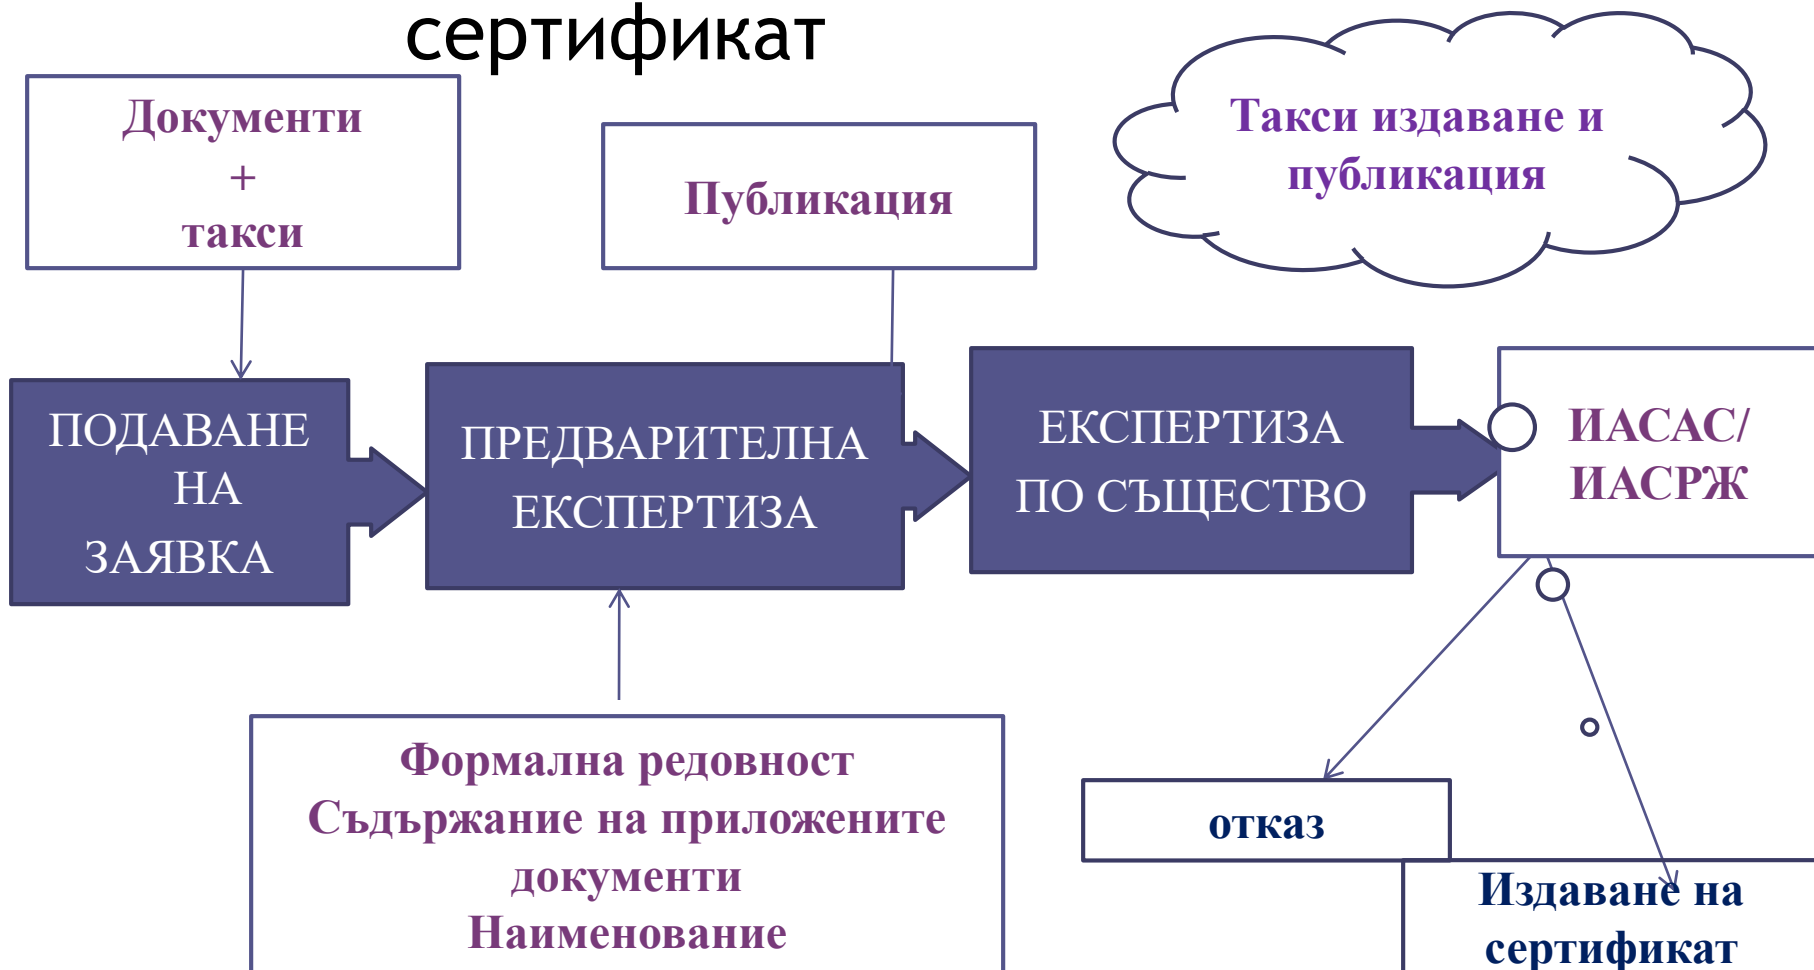 сертификат
Документи
+
такси
Публикация
Такси издаване и
публикация
ПОДАВАНЕ
НА
ЗАЯВКА
ПРЕДВАРИТЕЛНА
ЕКСПЕРТИЗА
ЕКСПЕРТИЗА
ПО СЪЩЕСТВО
ИАСАС/
ИАСРЖ
Формална редовност
Съдържание на приложените
документи
Наименование
отказ
Издаване на
сертификат